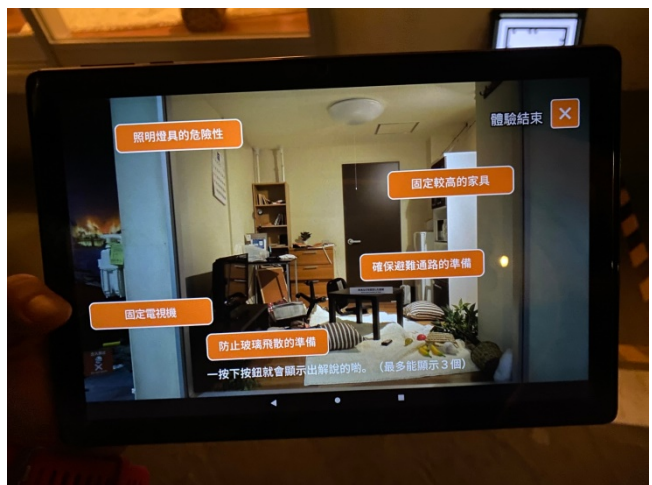 照明燈具的危險性
體驗結束
固定較高的家具
確保避難通路的準備
固定電視機
防止玻璃飛散的準備
一按下按鈕就會顯示出解說的喲。（最多能顯示３個）